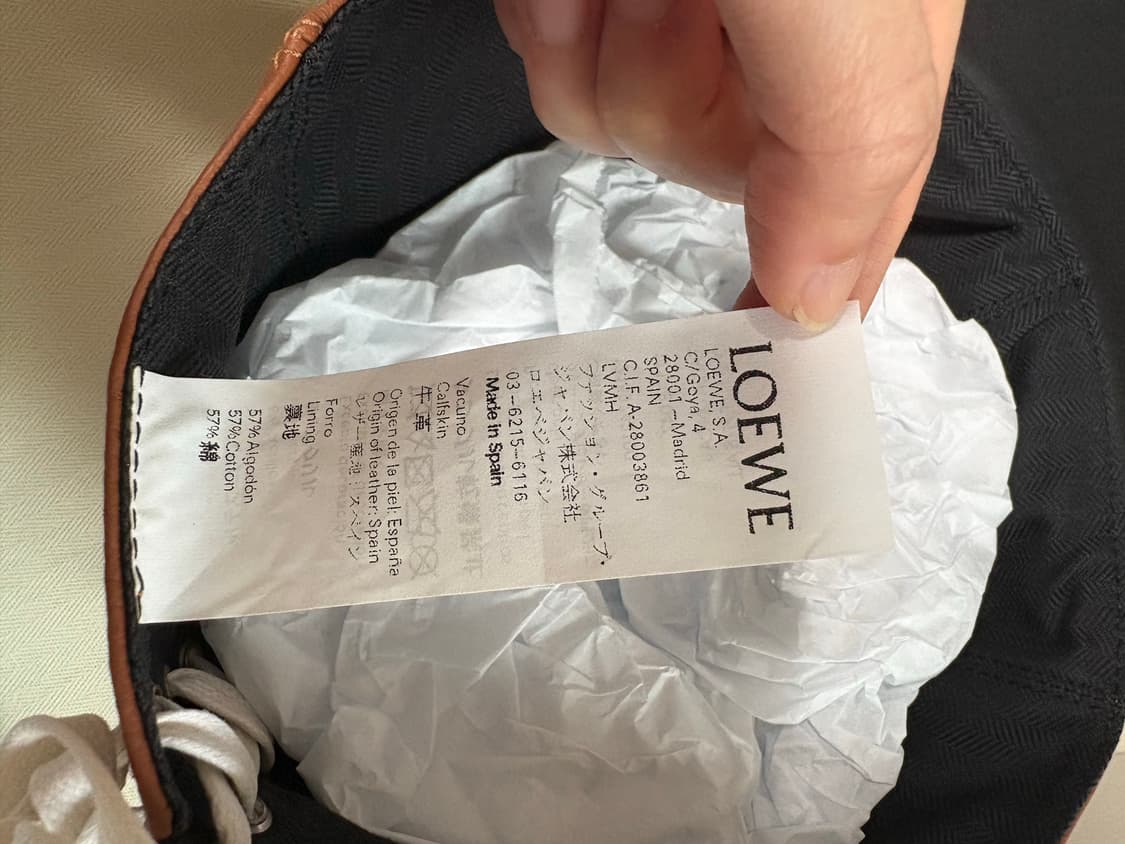 LOEWE
LOEWE, S.A.
C/Goya, 4
28001 – Madrid
SPAIN
C.I.F. A-28003861
LVMH
ファッション・グループ・
ジャパン株式会社
ロエベジャパン
03-6215-6116
Made in Spain
Vacuno
Calfskin
牛革
Origen de la piel: España
Origin of leather: Spain
レザー産地：スペイン
Forro
Lining
裏地
57% Algodón
57% Cotton
57% 綿